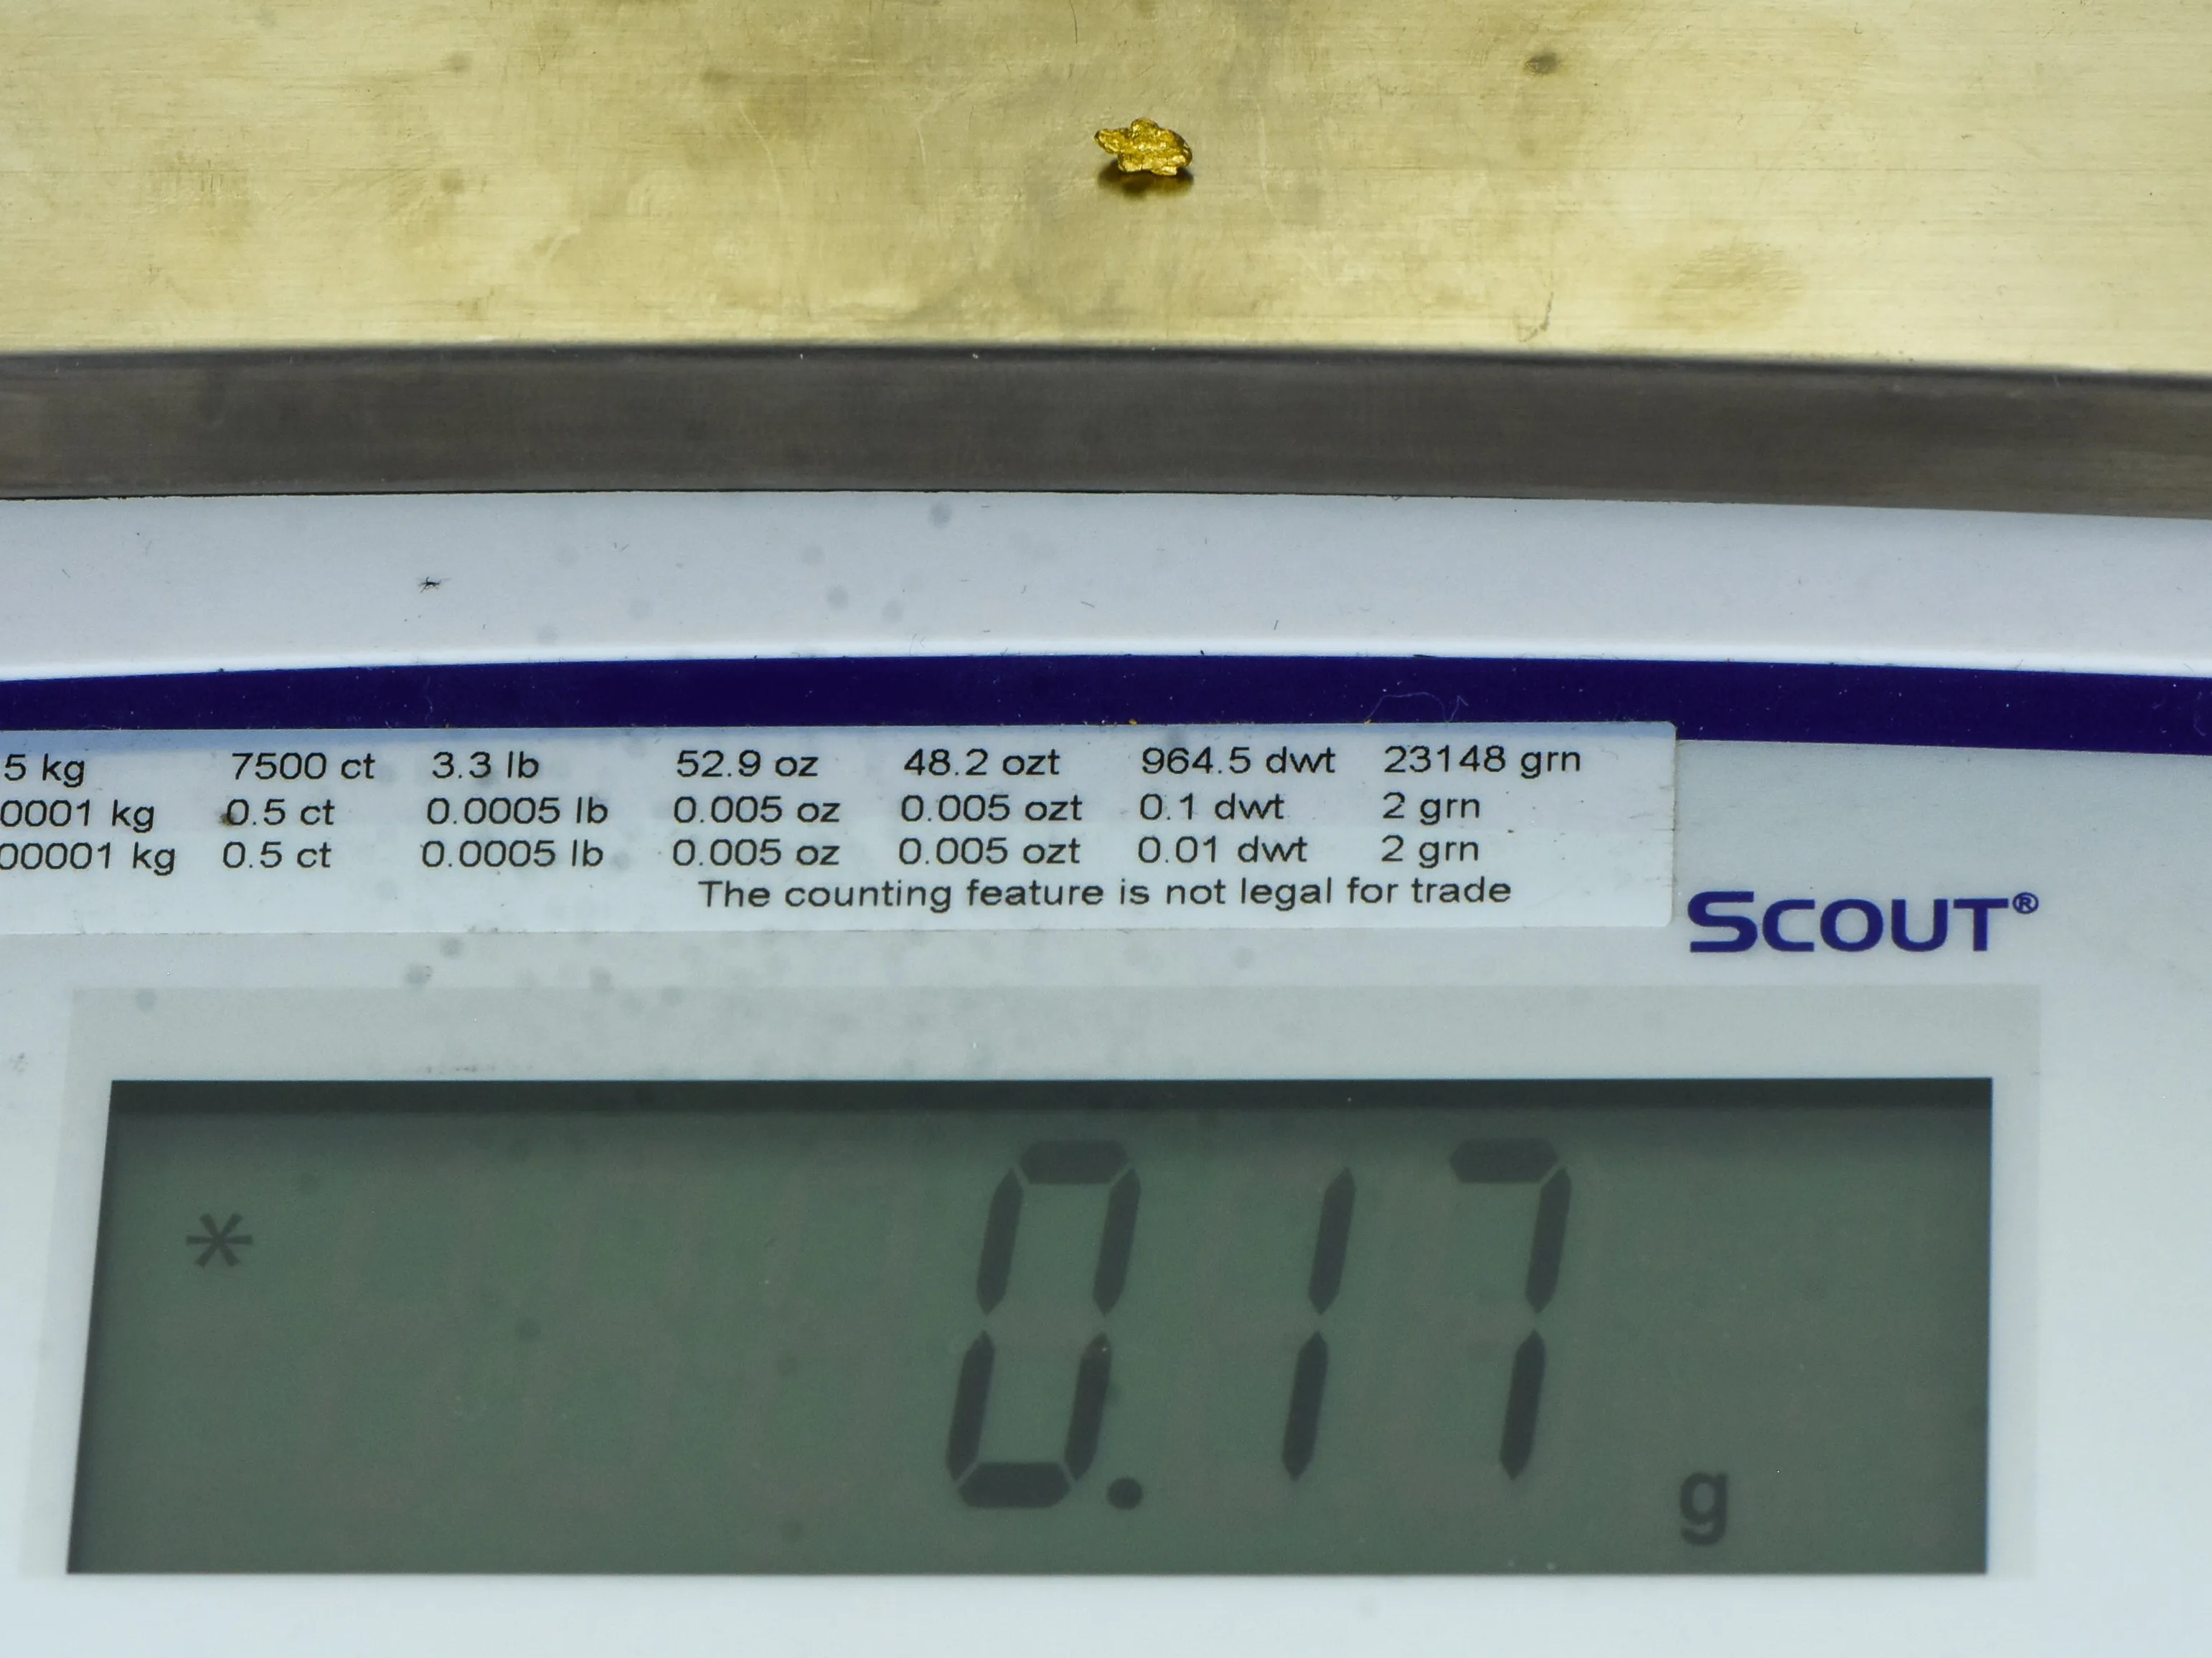 5 kg 7500 ct 3.3 lb 52.9 oz 48.2 ozt 964.5 dwt 23148 grn
0001 kg 0.5 ct 0.0005 lb 0.005 oz 0.005 ozt 0.1 dwt 2 grn
00001 kg 0.5 ct 0.0005 lb 0.005 oz 0.005 ozt 0.01 dwt 2 grn
The counting feature is not legal for trade
SCOUT®
* 0.17 g